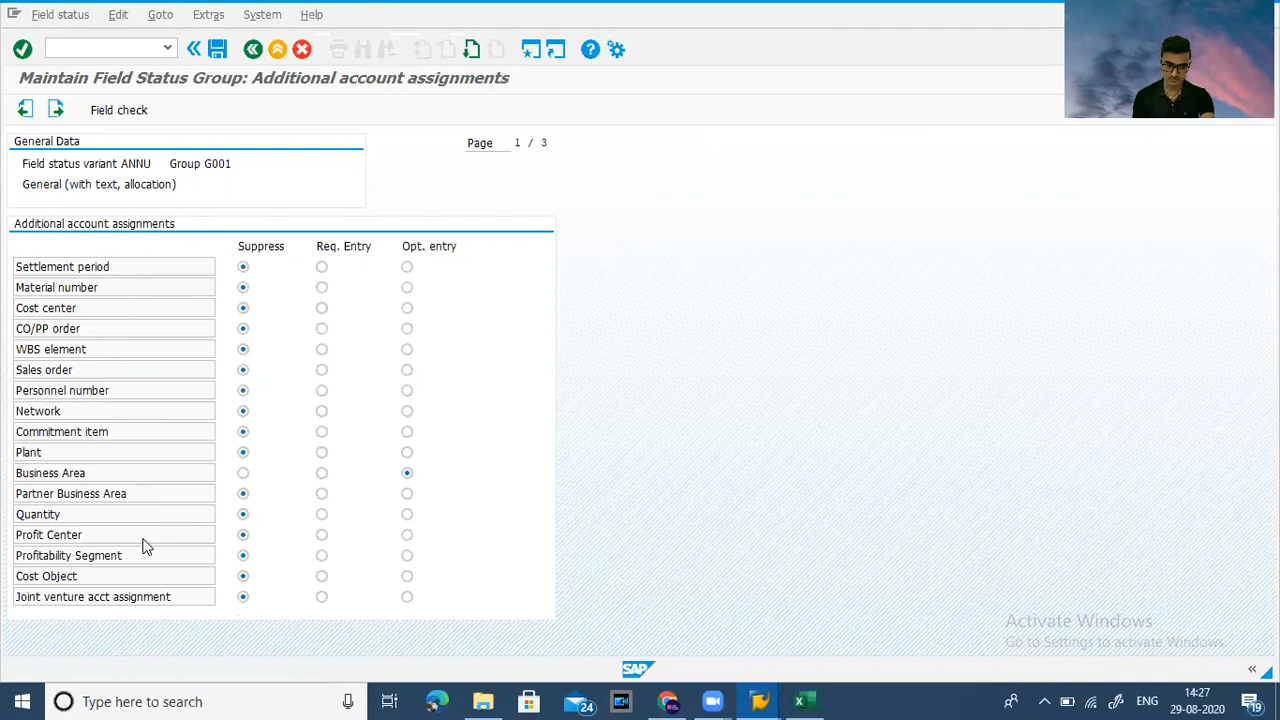 Field status Edit Goto Extras System Help
Maintain Field Status Group: Additional account assignments
Field check
General Data
Page 1 / 3
Field status variant ANNU Group G001
General (with text, allocation)
Additional account assignments
Suppress Req. Entry Opt. entry
Settlement period
Material number
Cost center
CO/PP order
WBS element
Sales order
Personnel number
Network
Commitment item
Plant
Business Area
Partner Business Area
Quantity
Profit Center
Profitability Segment
Cost Object
Joint venture acct assignment
Activate Windows
Go to Settings to activate Windows.
SAP
Type here to search
24
ENG
14:27
29-08-2020
19